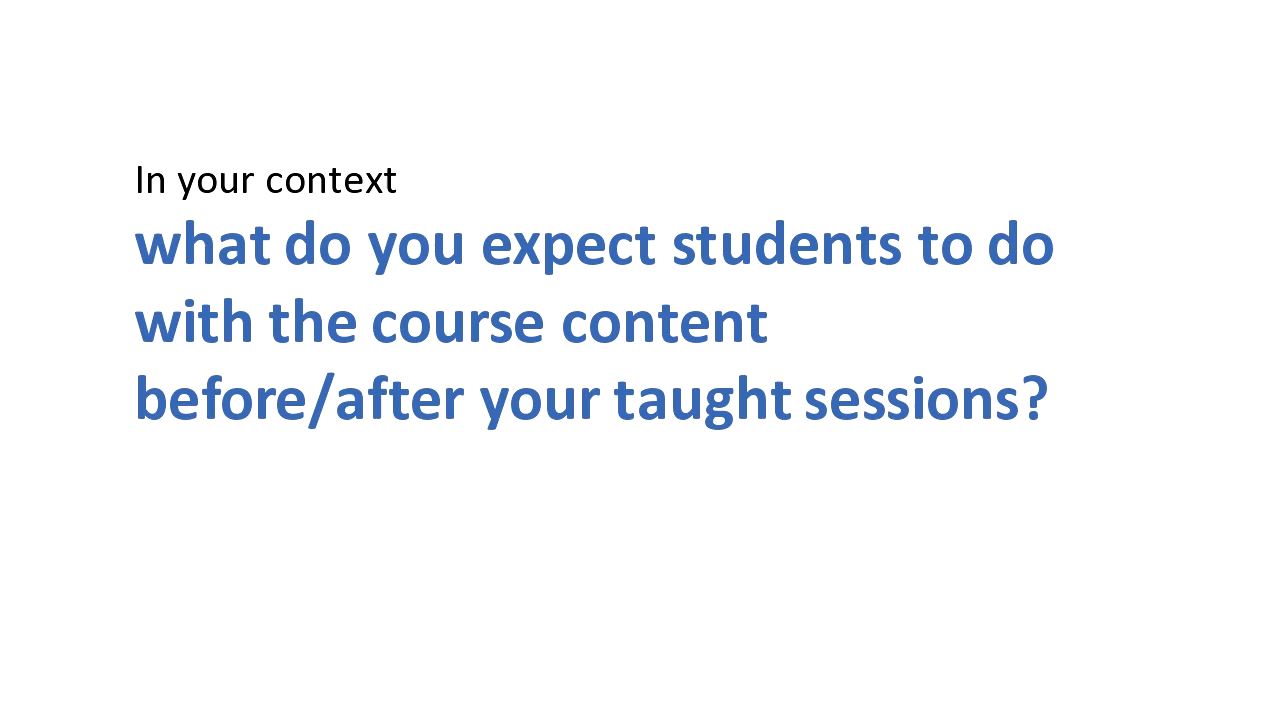 In your context
what do you expect students to do
with the course content
before/after your taught sessions?